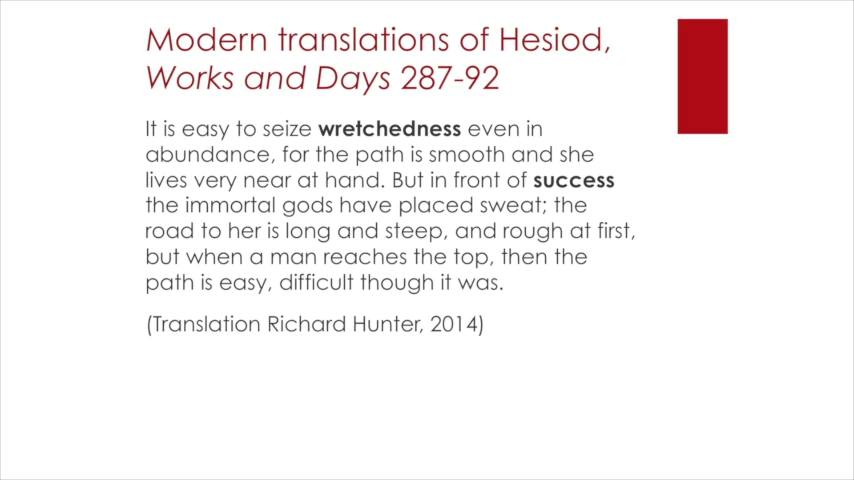 Modern translations of Hesiod,
Works and Days 287-92
It is easy to seize wretchedness even in
abundance, for the path is smooth and she
lives very near at hand. But in front of success
the immortal gods have placed sweat; the
road to her is long and steep, and rough at first,
but when a man reaches the top, then the
path is easy, difficult though it was.
(Translation Richard Hunter, 2014)